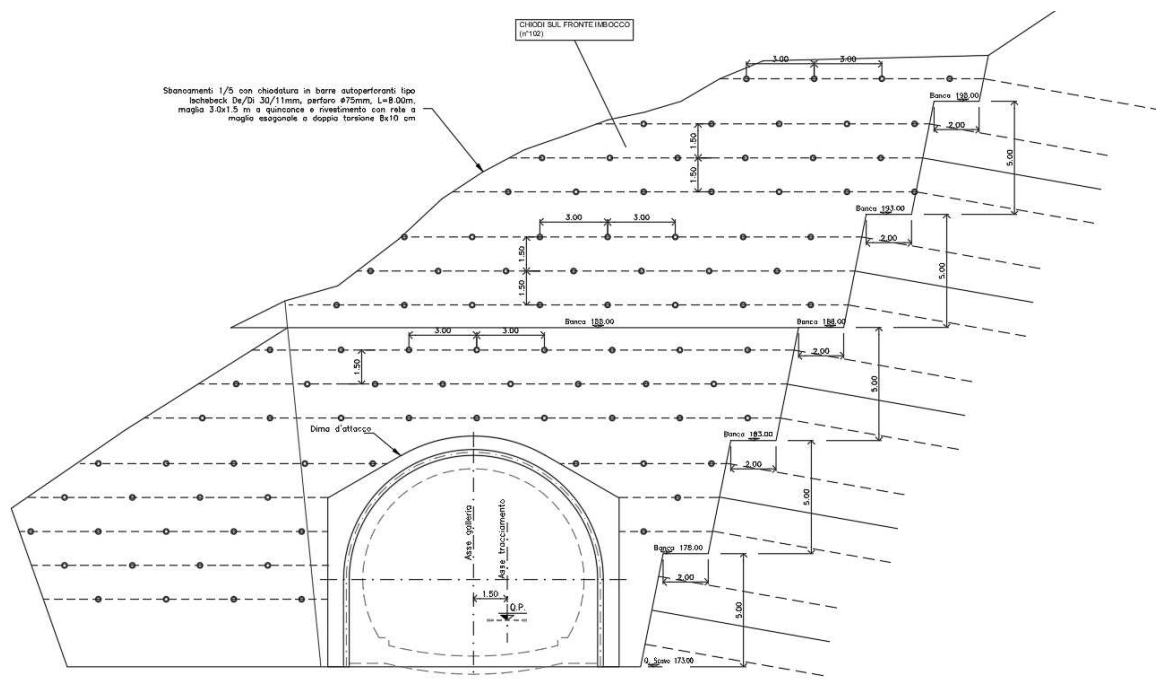 CHIODI SUL FRONTE IMBOCCO
(n°102)
3.00 3.00
Sbancamenti 1/5 con chiodatura in barre autoperforanti tipo
Ischebeck De/Di 30/11mm, perforo ø75mm, L=8.00m,
maglia 3.0x1.5 m a quinconce e rivestimento con rete a
maglia esagonale a doppia torsione 8x10 cm
Banca 198.00
2.00
1.50
5.00
1.50
Banca 193.00
3.00 3.00
2.00
1.50
5.00
1.50
Banca 188.00
Banca 188.00
3.00 3.00
2.00
1.50
5.00
Dima d'attacco
Banca 183.00
2.00
5.00
Asse galleria
Asse tracciamento
Banca 178.00
2.00
1.50
Q.P.
5.00
Q. Scavo 173.00